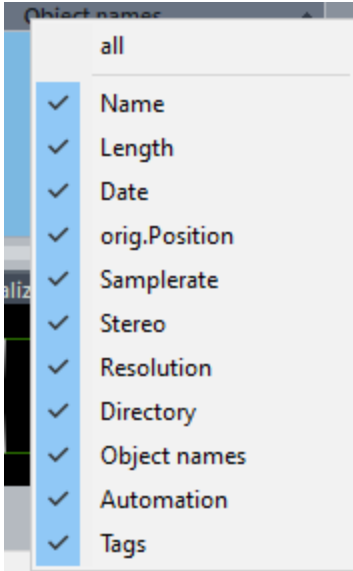 Object names
all
Name
Length
Date
orig.Position
Samplerate
Stereo
Resolution
Directory
Object names
Automation
Tags